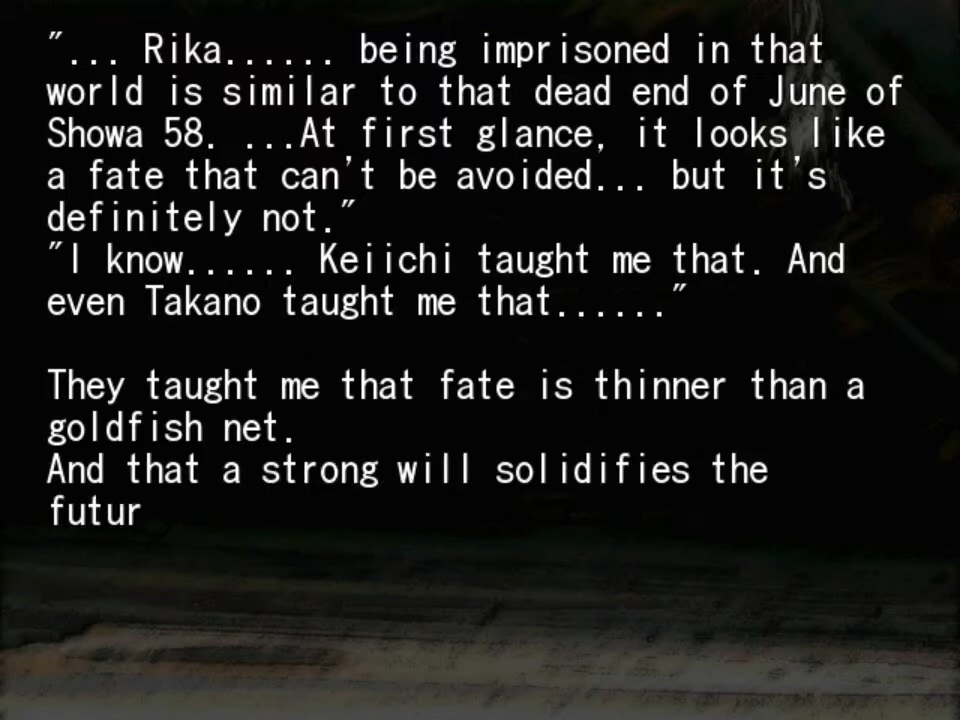 "... Rika...... being imprisoned in that
world is similar to that dead end of June of
Showa 58. ...At first glance, it looks like
a fate that can't be avoided... but it's
definitely not."
"I know...... Keiichi taught me that. And
even Takano taught me that......"
They taught me that fate is thinner than a
goldfish net.
And that a strong will solidifies the
futur